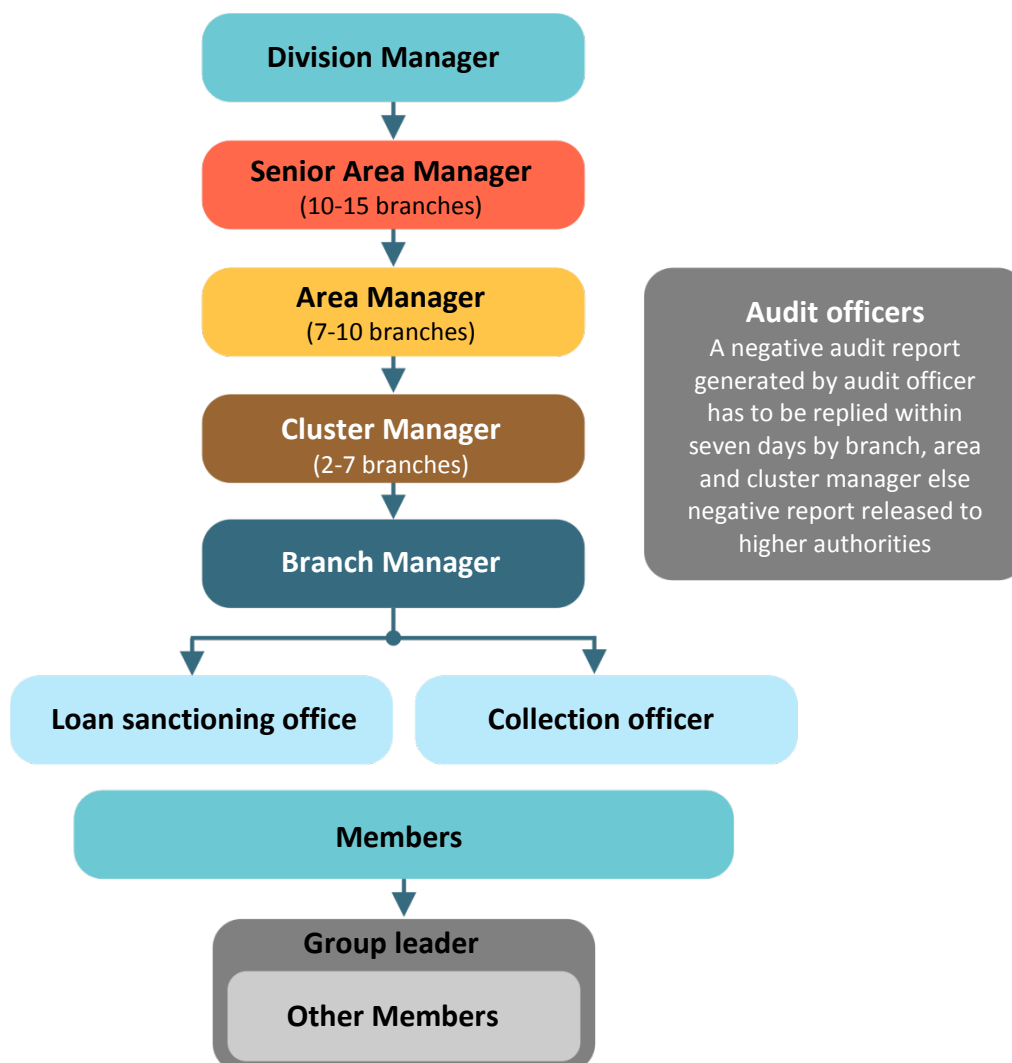 Division Manager
Senior Area Manager
(10-15 branches)
Area Manager
(7-10 branches)
Audit officers
A negative audit report
generated by audit officer
has to be replied within
seven days by branch, area
and cluster manager else
negative report released to
higher authorities
Cluster Manager
(2-7 branches)
Branch Manager
Loan sanctioning office
Collection officer
Members
Group leader
Other Members